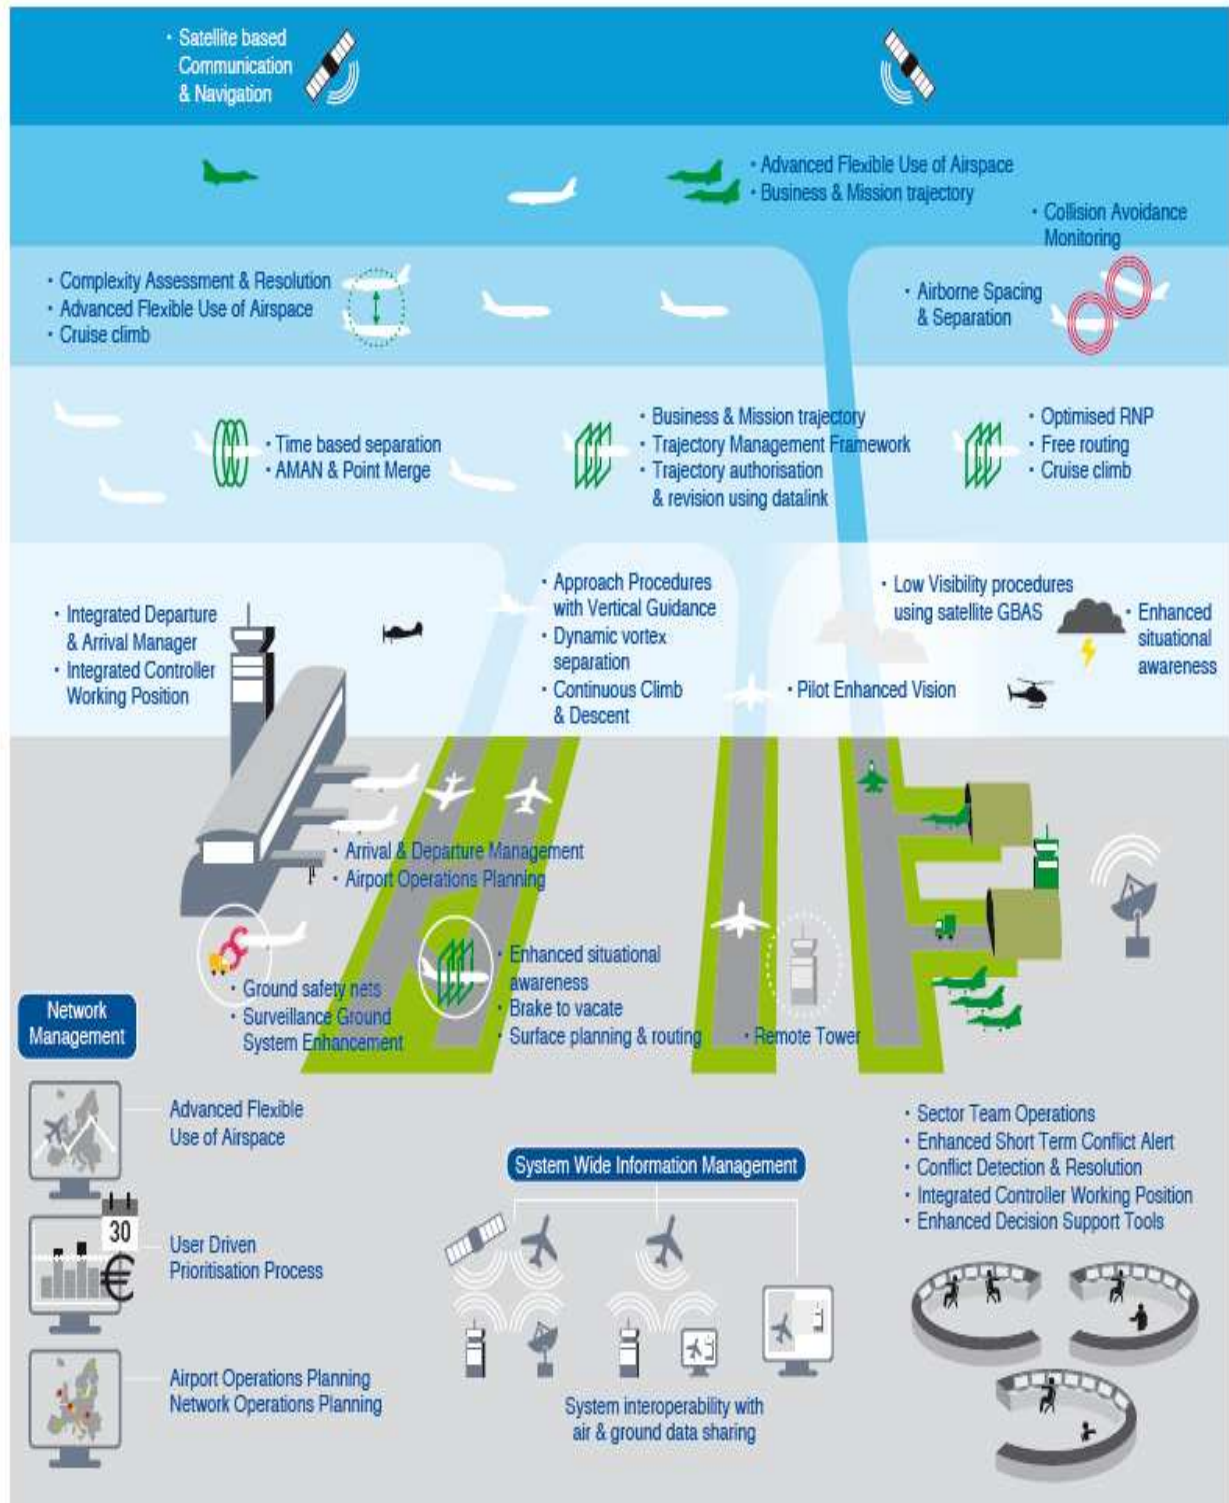 • Satellite based
Communication
& Navigation
• Advanced Flexible Use of Airspace
• Business & Mission trajectory
• Collision Avoidance
Monitoring
• Complexity Assessment & Resolution
• Advanced Flexible Use of Airspace
• Cruise climb
• Airborne Spacing
& Separation
• Time based separation
• AMAN & Point Merge
• Business & Mission trajectory
• Trajectory Management Framework
• Trajectory authorisation
& revision using datalink
• Optimised RNP
• Free routing
• Cruise climb
• Integrated Departure
& Arrival Manager
• Integrated Controller
Working Position
• Approach Procedures
with Vertical Guidance
• Dynamic vortex
separation
• Continuous Climb
& Descent
• Low Visibility procedures
using satellite GBAS
• Enhanced
situational
awareness
• Pilot Enhanced Vision
• Arrival & Departure Management
• Airport Operations Planning
• Ground safety nets
• Surveillance Ground
System Enhancement
• Enhanced situational
awareness
• Brake to vacate
• Surface planning & routing
• Remote Tower
Network
Management
Advanced Flexible
Use of Airspace
30
€
User Driven
Prioritisation Process
Airport Operations Planning
Network Operations Planning
System Wide Information Management
System interoperability with
air & ground data sharing
• Sector Team Operations
• Enhanced Short Term Conflict Alert
• Conflict Detection & Resolution
• Integrated Controller Working Position
• Enhanced Decision Support Tools